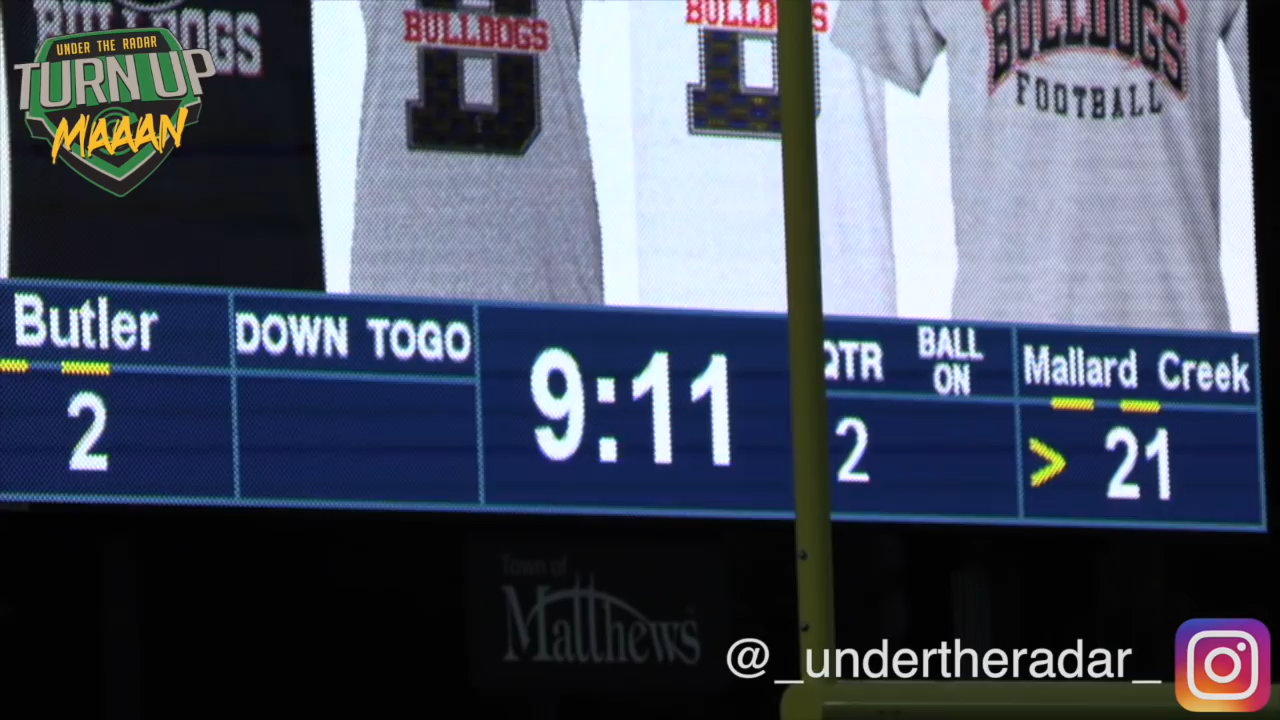 UNDER THE RADAR
TURN UP
MAAAN
BULLDOGS
BULLDOGS
BULLDOGS
BULLDOGS
FOOTBALL
Butler
DOWN TOGO
9:11
QTR
BALL
ON
Mallard Creek
2
2
> 21
Town of
Matthews
@_undertheradar_